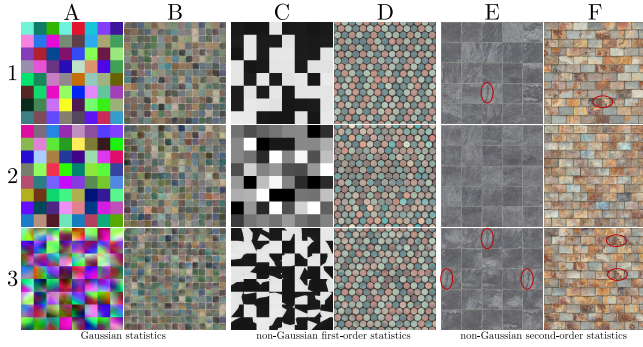 A B C D E F
1
2
3
Gaussian statistics
non-Gaussian first-order statistics
non-Gaussian second-order statistics